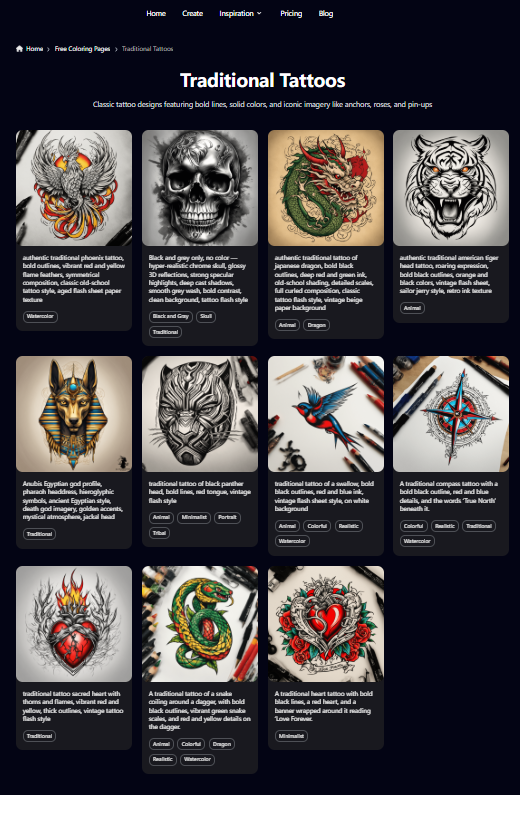 Home Create Inspiration Pricing Blog
Home › Free Coloring Pages › Traditional Tattoos
Traditional Tattoos
Classic tattoo designs featuring bold lines, solid colors, and iconic imagery like anchors, roses, and pin-ups
authentic traditional phoenix tattoo,
bold outlines, vibrant red and yellow
flame feathers, symmetrical
composition, classic old-school
tattoo style, aged flash sheet paper
texture
Watercolor
Black and grey only, no color —
hyper-realistic chrome skull, glossy
3D reflections, strong specular
highlights, deep cast shadows,
smooth grey wash, bold contrast,
clean background, tattoo flash style
Black and Gray Skull
Traditional
authentic traditional tattoo of
japanese dragon, bold black
outlines, deep red and green ink,
old-school shading, detailed scales,
full curled composition, classic
tattoo flash style, vintage beige
paper background
Animal Dragon
authentic traditional american tiger
head tattoo, roaring expression,
bold black outlines, orange and
black colors, vintage flash sheet,
sailor jerry style, retro ink texture
Animal
Anubis Egyptian god profile,
pharaoh headdress, hieroglyphic
symbols, ancient Egyptian style,
death god imagery, golden accents,
mystical atmosphere, jackal head
Traditional
traditional tattoo of black panther
head, bold lines, red tongue, vintage
flash style
Animal Minimalist Portrait
Tribal
traditional tattoo of a swallow, bold
black outlines, red and blue ink,
vintage flash sheet style, on white
background
Animal Colorful Realistic
Watercolor
A traditional compass tattoo with a
bold black outline, red and blue
details, and the words 'True North'
beneath it.
Colorful Realistic Traditional
Watercolor
traditional tattoo sacred heart with
thorns and flames, vibrant red and
yellow, thick outlines, vintage tattoo
flash style
Traditional
A traditional tattoo of a snake
coiling around a dagger, with bold
black outlines, vibrant green snake
scales, and red and yellow details on
the dagger.
Animal Colorful Dragon
Realistic Watercolor
A traditional heart tattoo with bold
black lines, a red heart, and a
banner wrapped around it reading
'Love Forever.
Minimalist